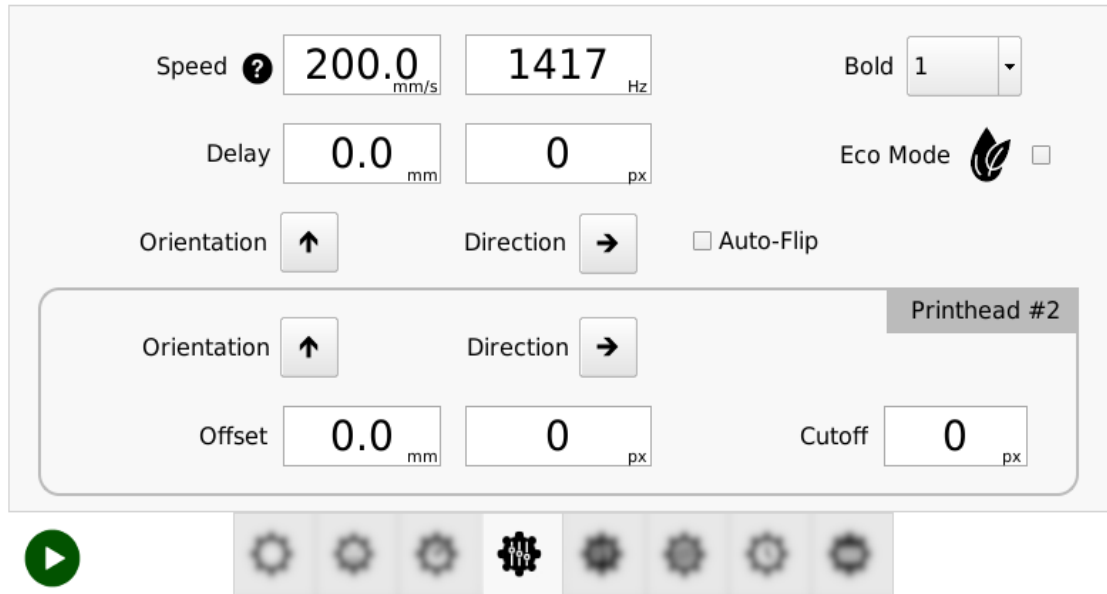 Speed ? 200.0 mm/s 1417 Hz Bold 1
Delay 0.0 mm 0 px Eco Mode
Orientation Direction Auto-Flip
Printhead #2
Orientation Direction
Offset 0.0 mm 0 px Cutoff 0 px